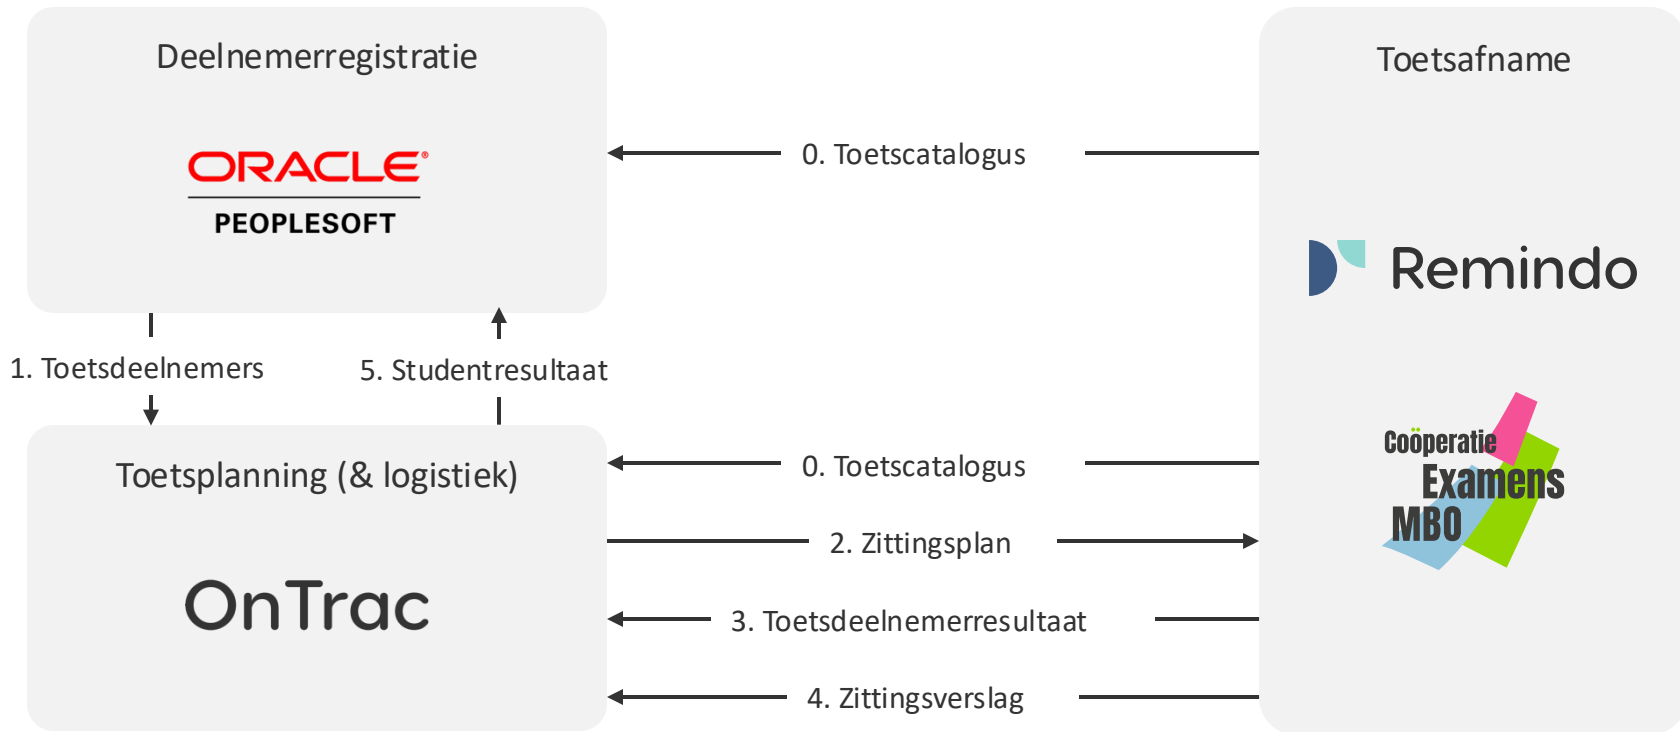 Deelnemerregistratie
ORACLE®
PEOPLESOFT
Toetsafname
0. Toetscatalogus
Remindo
1. Toetsdeelnemers
5. Studentresultaat
Coöperatie
Examens
MBO
Toetsplanning (& logistiek)
OnTrac
0. Toetscatalogus
2. Zittingsplan
3. Toetsdeelnemerresultaat
4. Zittingsverslag